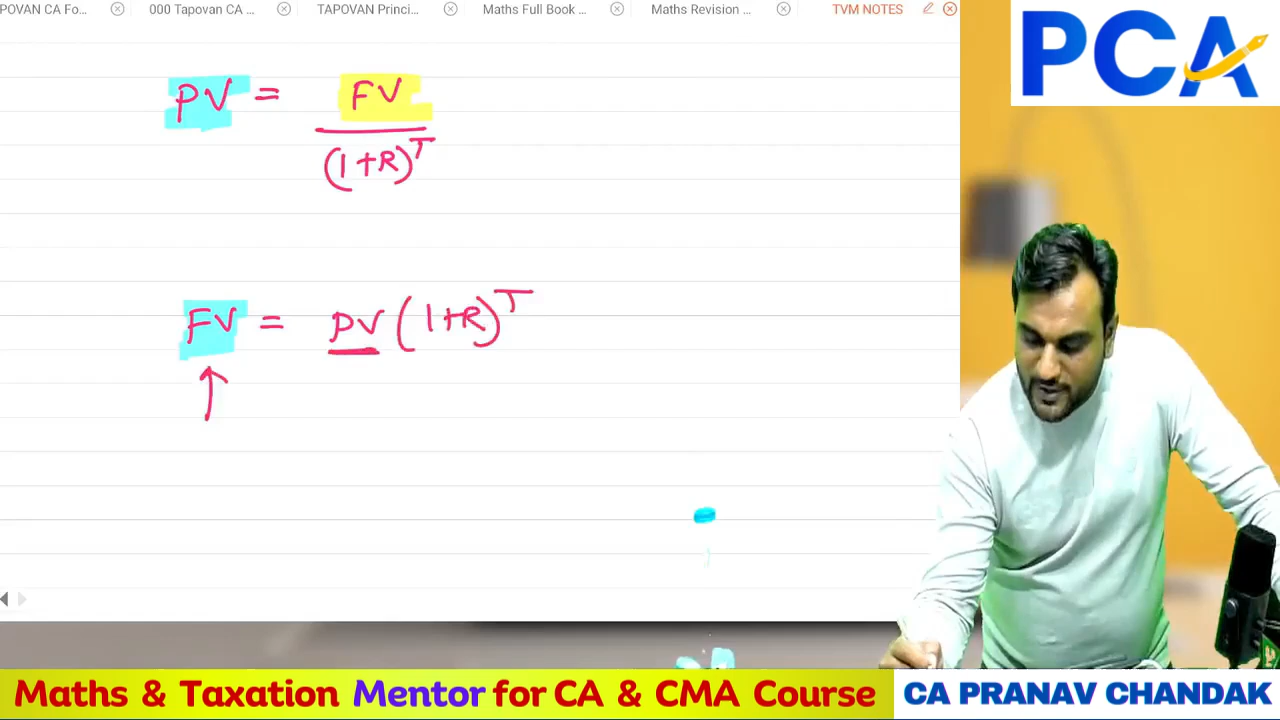 POVAN CA Fo... 000 Tapovan CA ... TAPOVAN Princi... Maths Full Book ... Maths Revision ... TVM NOTES
PCA
PV = FV
(1+R)^T
FV = PV (1+R)^T
Maths & Taxation Mentor for CA & CMA Course
CA PRANAV CHANDAK